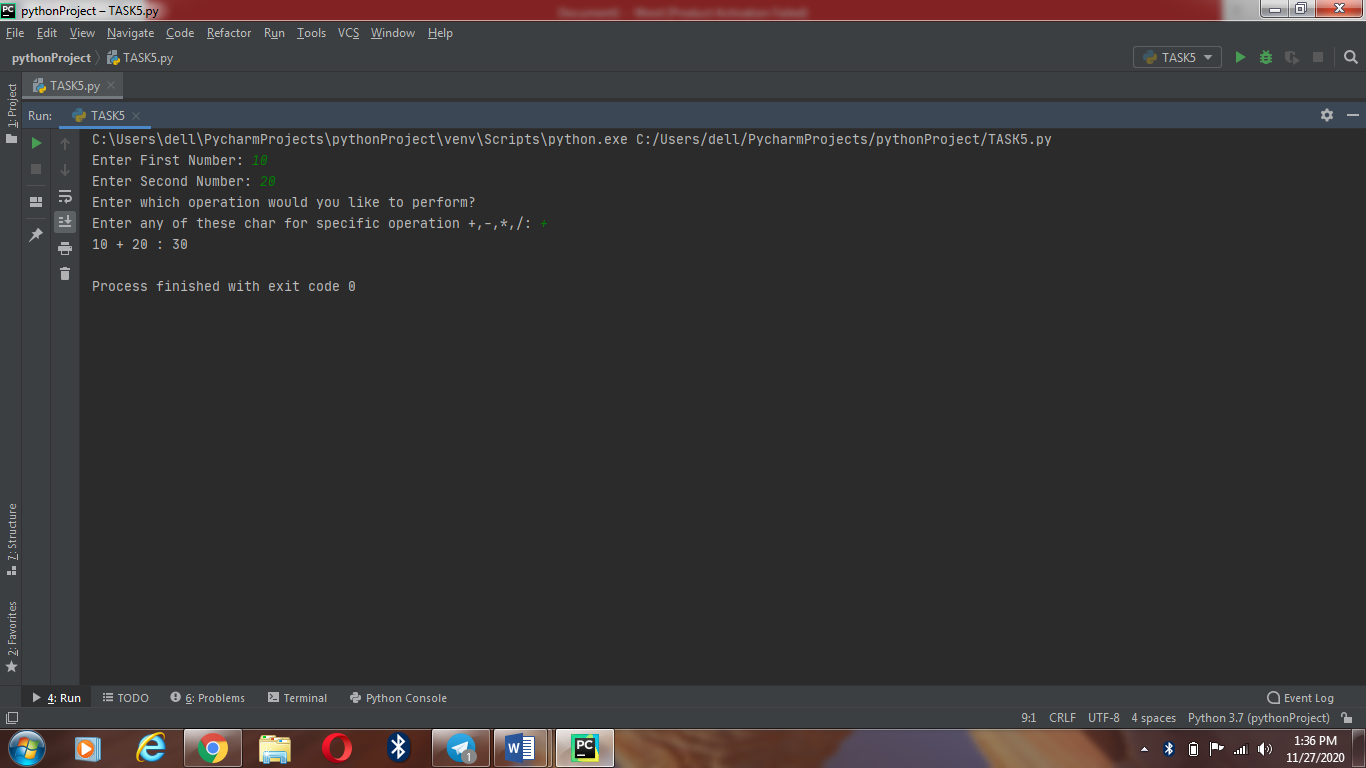 pythonProject – TASK5.py
Document1 - Word (Product Activation Failed)
File Edit View Navigate Code Refactor Run Tools VCS Window Help
pythonProject TASK5.py TASK5
TASK5.py
1: Project
Run: TASK5
C:\Users\dell\PycharmProjects\pythonProject\venv\Scripts\python.exe C:/Users/dell/PycharmProjects/pythonProject/TASK5.py
Enter First Number: 10
Enter Second Number: 20
Enter which operation would you like to perform?
Enter any of these char for specific operation +,-,*,/: +
10 + 20 : 30
Process finished with exit code 0
7: Structure
2: Favorites
4: Run TODO 6: Problems Terminal Python Console Event Log
9:1 CRLF UTF-8 4 spaces Python 3.7 (pythonProject)
1:36 PM
11/27/2020